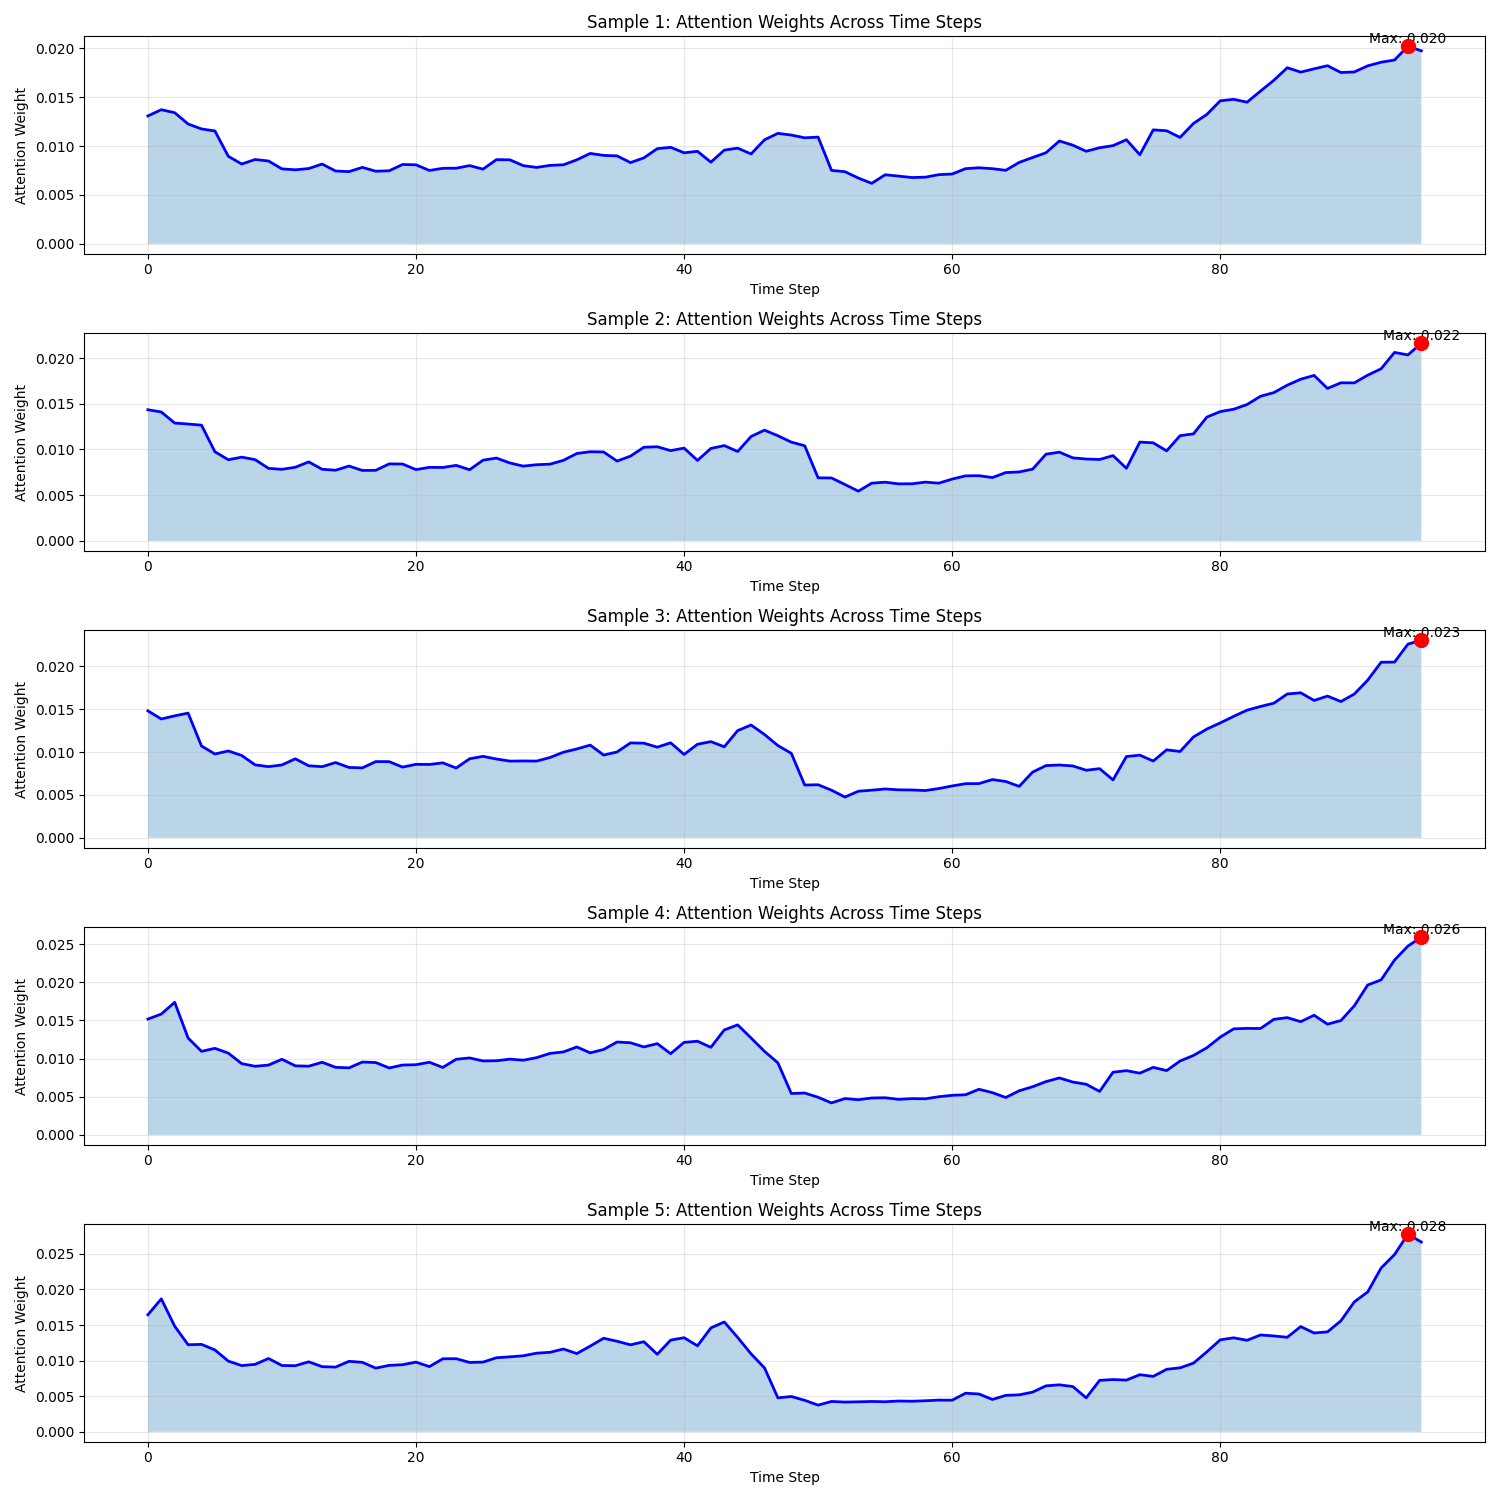 Sample 1: Attention Weights Across Time Steps
Max: 0.020
0.020
0.015
0.010
0.005
0.000
Attention Weight
0 20 40 60 80
Time Step
Sample 2: Attention Weights Across Time Steps
Max: 0.022
0.020
0.015
0.010
0.005
0.000
Attention Weight
0 20 40 60 80
Time Step
Sample 3: Attention Weights Across Time Steps
Max: 0.023
0.020
0.015
0.010
0.005
0.000
Attention Weight
0 20 40 60 80
Time Step
Sample 4: Attention Weights Across Time Steps
Max: 0.026
0.025
0.020
0.015
0.010
0.005
0.000
Attention Weight
0 20 40 60 80
Time Step
Sample 5: Attention Weights Across Time Steps
Max: 0.028
0.025
0.020
0.015
0.010
0.005
0.000
Attention Weight
0 20 40 60 80
Time Step